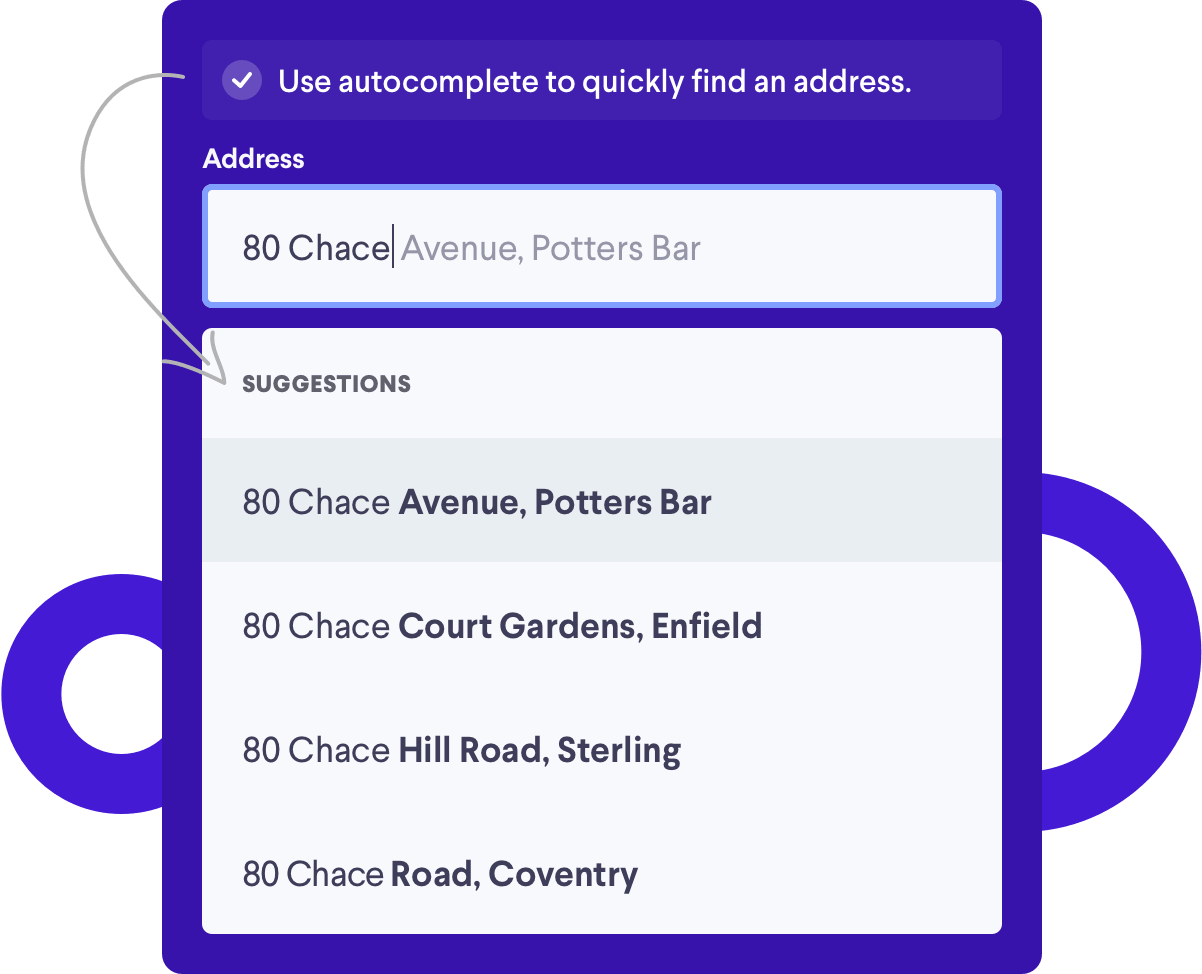 Use autocomplete to quickly find an address.
Address
80 Chace Avenue, Potters Bar
SUGGESTIONS
80 Chace Avenue, Potters Bar
80 Chace Court Gardens, Enfield
80 Chace Hill Road, Sterling
80 Chace Road, Coventry